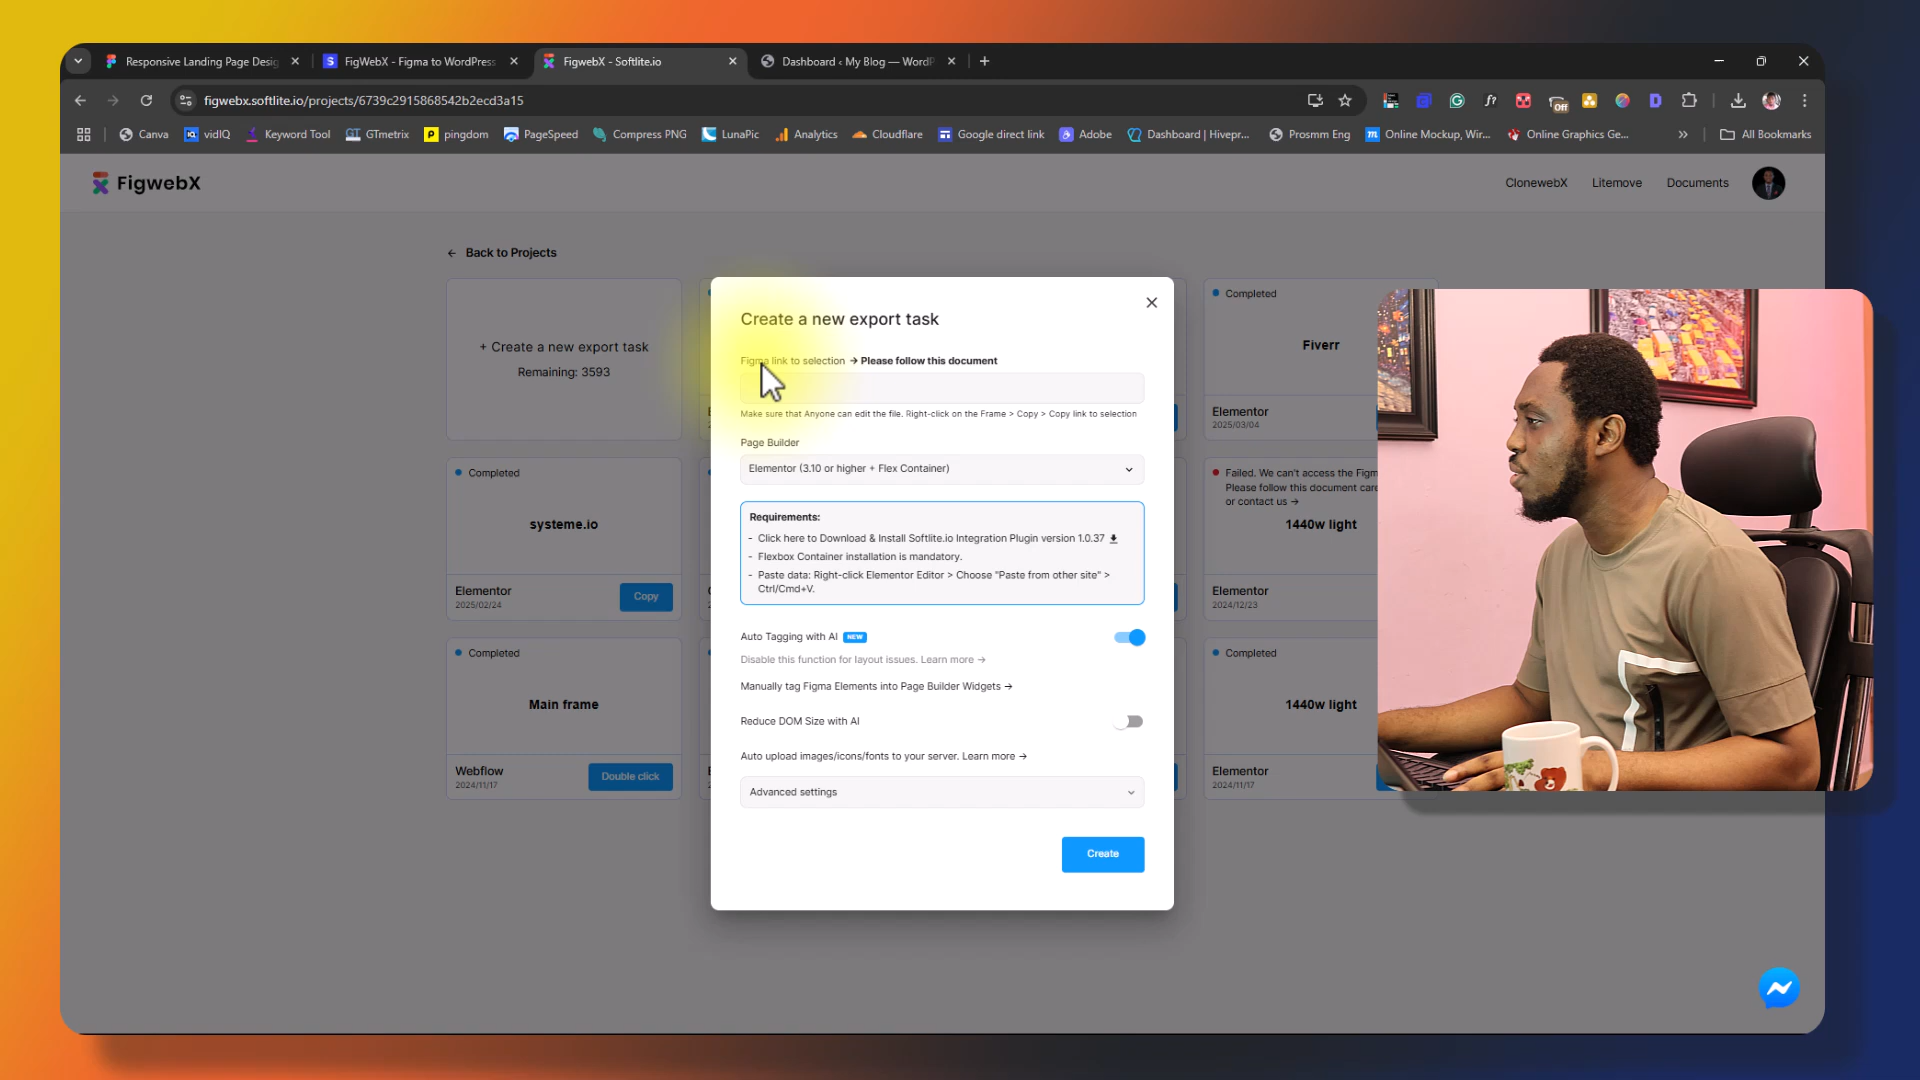 Responsive Landing Page Desig
FigWebX - Figma to WordPress
FigwebX - Softlite.io
Dashboard ‹ My Blog — WordP
figwebx.softlite.io/projects/6739c2915868542b2ecd3a15
Canva
vidIQ
Keyword Tool
GTmetrix
pingdom
PageSpeed
Compress PNG
LunaPic
Analytics
Cloudflare
Google direct link
Adobe
Dashboard | Hivepr...
Prosmm Eng
Online Mockup, Wir...
Online Graphics Ge...
All Bookmarks
FigwebX
ClonewebX
Litemove
Documents
← Back to Projects
+ Create a new export task
Remaining: 3593
Completed
Fiverr
Elementor
2025/03/04
Completed
systeme.io
Elementor
2025/02/24
Copy
Failed. We can't access the Figm
Please follow this document care
or contact us →
1440w light
Elementor
2024/12/23
Completed
Main frame
Webflow
2024/11/17
Double click
Completed
1440w light
Elementor
2024/11/17
Create a new export task
Figma link to selection → Please follow this document
Make sure that Anyone can edit the file. Right-click on the Frame > Copy > Copy link to selection
Page Builder
Elementor (3.10 or higher + Flex Container)
Requirements:
- Click here to Download & Install Softlite.io Integration Plugin version 1.0.37
- Flexbox Container installation is mandatory.
- Paste data: Right-click Elementor Editor > Choose "Paste from other site" >
Ctrl/Cmd+V.
Auto Tagging with AI NEW
Disable this function for layout issues. Learn more →
Manually tag Figma Elements into Page Builder Widgets →
Reduce DOM Size with AI
Auto upload images/icons/fonts to your server. Learn more →
Advanced settings
Create